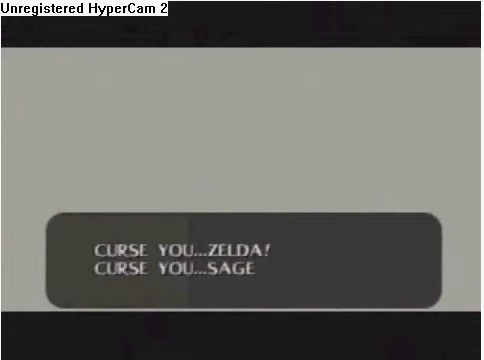 Unregistered HyperCam 2
CURSE YOU...ZELDA!
CURSE YOU...SAGE